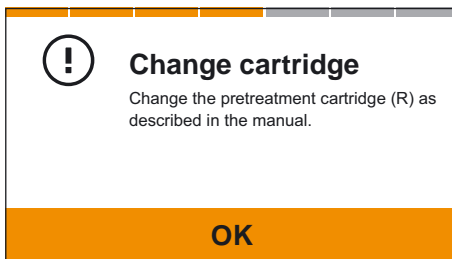 !
Change cartridge
Change the pretreatment cartridge (R) as
described in the manual.
OK